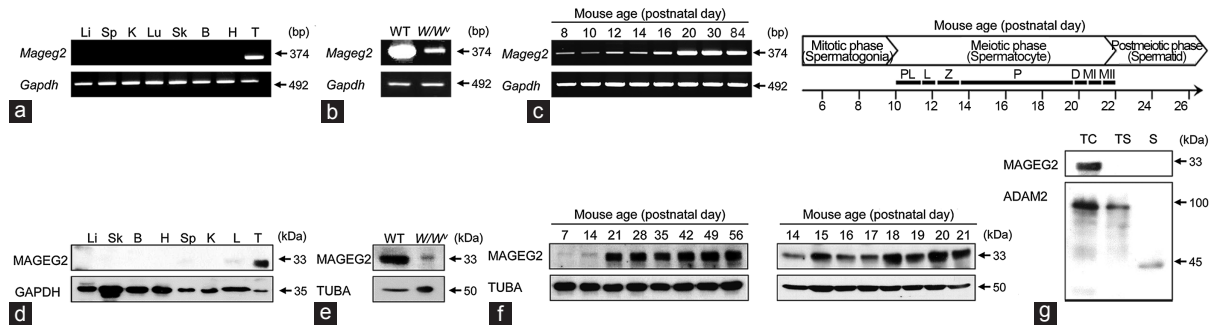 Li Sp K Lu Sk B H T (bp)
Mageg2 374
Gapdh 492
a
WT W/Wv (bp)
Mageg2 374
Gapdh 492
b
Mouse age (postnatal day)
8 10 12 14 16 20 30 84 (bp)
Mageg2 374
Gapdh 492
c
Mouse age (postnatal day)
Mitotic phase (Spermatogonia)
Meiotic phase (Spermatocyte)
Postmeiotic phase (Spermatid)
PL L Z P D MI MII
6 8 10 12 14 16 18 20 22 24 26
Li Sk B H Sp K L T (kDa)
MAGEG2 33
GAPDH 35
d
WT W/Wv (kDa)
MAGEG2 33
TUBA 50
e
Mouse age (postnatal day)
7 14 21 28 35 42 49 56
MAGEG2
TUBA
f
Mouse age (postnatal day)
14 15 16 17 18 19 20 21 (kDa)
33
50
TC TS S (kDa)
MAGEG2 33
ADAM2 100
45
g